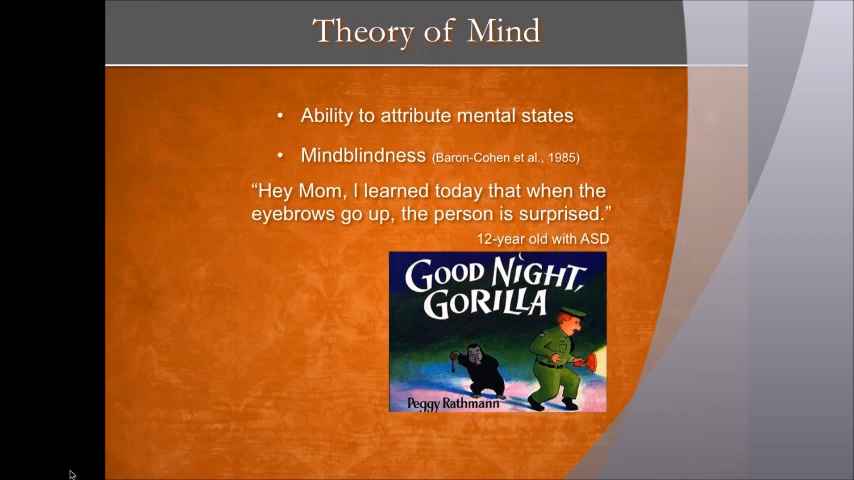 Theory of Mind
• Ability to attribute mental states
• Mindblindness (Baron-Cohen et al., 1985)
“Hey Mom, I learned today that when the
eyebrows go up, the person is surprised.”
12-year old with ASD
GOOD NIGHT,
GORILLA
Peggy Rathmann